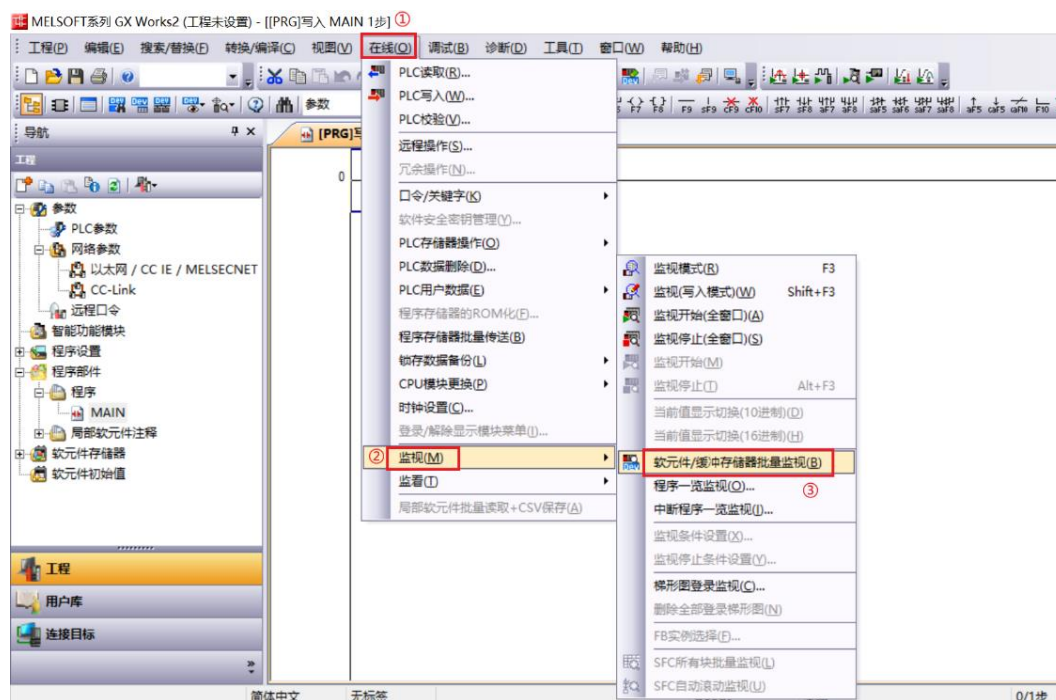 MELSOFT系列 GX Works2 (工程未设置) - [[PRG]写入 MAIN 1步] ①
工程(P) 编辑(E) 搜索/替换(F) 转换/编译(C) 视图(V) 在线(O) 调试(B) 诊断(D) 工具(T) 窗口(W) 帮助(H)
参数
导航
[PRG]写
工程
0
参数
PLC参数
网络参数
以太网 / CC IE / MELSECNET
CC-Link
远程口令
智能功能模块
程序设置
程序部件
程序
MAIN
局部软元件注释
软元件存储器
软元件初始值
工程
用户库
连接目标
PLC读取(R)...
PLC写入(W)...
PLC校验(V)...
远程操作(S)...
冗余操作(N)...
口令/关键字(K)
软件安全密钥管理(Y)...
PLC存储器操作(O)
PLC数据删除(D)...
PLC用户数据(E)
程序存储器的ROM化(F)...
程序存储器批量传送(B)
锁存数据备份(L)
CPU模块更换(P)
时钟设置(C)...
登录/解除显示模块菜单(I)...
② 监视(M)
监看(T)
局部软元件批量读取+CSV保存(A)
监视模式(R) F3
监视(写入模式)(W) Shift+F3
监视开始(全窗口)(A)
监视停止(全窗口)(S)
监视开始(M)
监视停止(T) Alt+F3
当前值显示切换(10进制)(D)
当前值显示切换(16进制)(H)
软元件/缓冲存储器批量监视(B)
程序一览监视(O)...
③
中断程序一览监视(J)...
监视条件设置(X)...
监视停止条件设置(Y)...
梯形图登录监视(C)...
删除全部登录梯形图(N)
FB实例选择(F)...
SFC所有块批量监视(L)
SFC自动滚动监视(U)
简体中文 无标签 0/1步